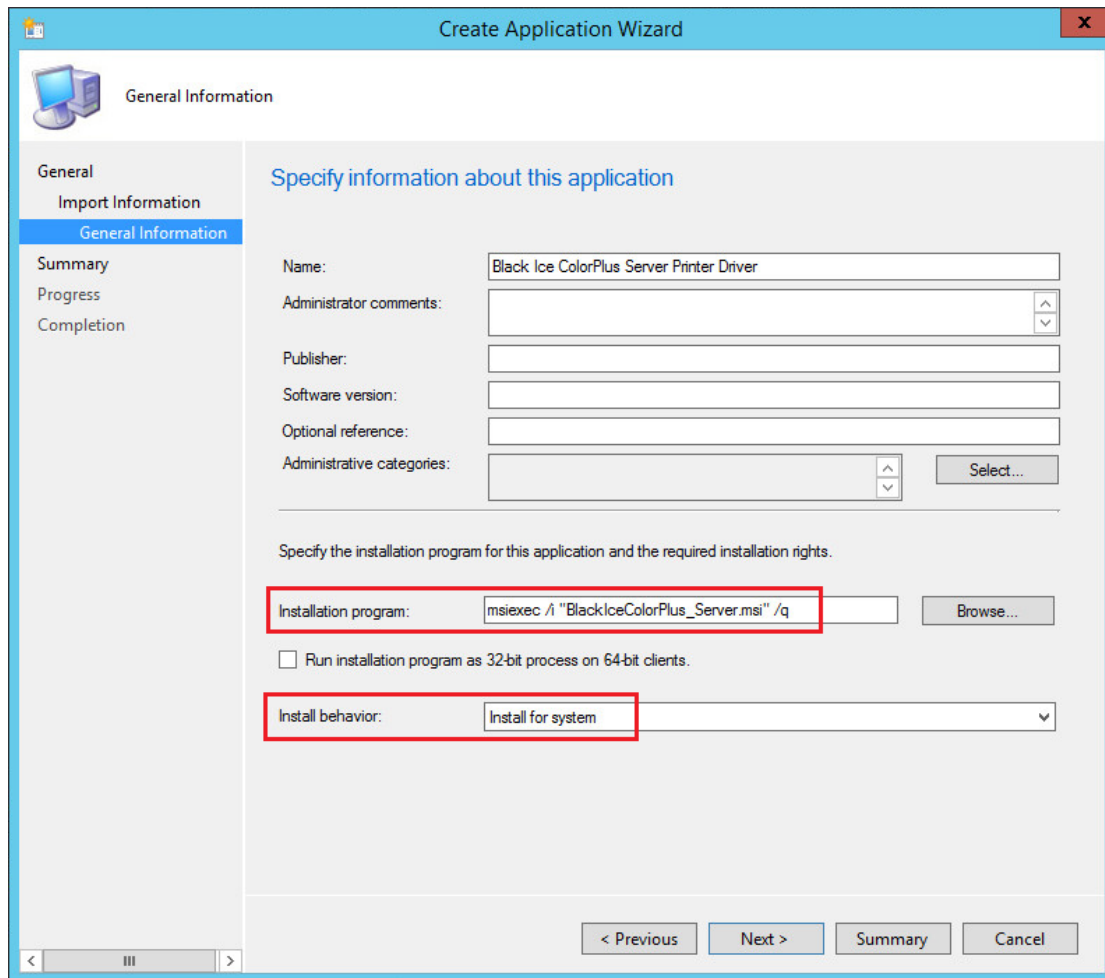 Create Application Wizard
x
General Information
General
Import Information
General Information
Summary
Progress
Completion
Specify information about this application
Name: Black Ice ColorPlus Server Printer Driver
Administrator comments:
Publisher:
Software version:
Optional reference:
Administrative categories: Select...
Specify the installation program for this application and the required installation rights.
Installation program: msiexec /i "BlackIceColorPlus_Server.msi" /q Browse...
Run installation program as 32-bit process on 64-bit clients.
Install behavior: Install for system
< Previous Next > Summary Cancel